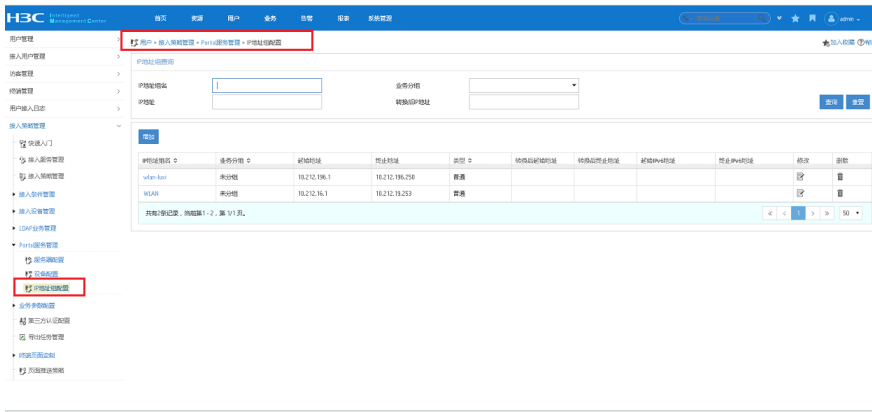 H3C Intelligent Management Center
首页 资源 用户 业务 告警 报表 系统管理
admin
用户管理
接入用户管理
访客管理
终端管理
用户接入日志
接入策略管理
快速入门
接入服务管理
接入策略管理
接入条件管理
接入设备管理
LDAP业务管理
Portal服务管理
服务器配置
设备配置
IP地址组配置
业务参数配置
第三方认证配置
导出任务管理
终端页面定制
页面推送策略
用户 > 接入策略管理 > Portal服务管理 > IP地址组配置
加入收藏
IP地址组查询
IP地址组名 业务分组
IP地址 转换后IP地址
查询 重置
增加
IP地址组名 业务分组 起始地址 终止地址 类型 转换后起始地址 转换后终止地址 起始IPv6地址 终止IPv6地址 修改 删除
未分组 10.212.196.1 10.212.196.250 普通
WLAN 未分组 10.212.16.1 10.212.19.253 普通
共有2条记录，当前第1 - 2，第 1/1 页。
« < 1 > » 50